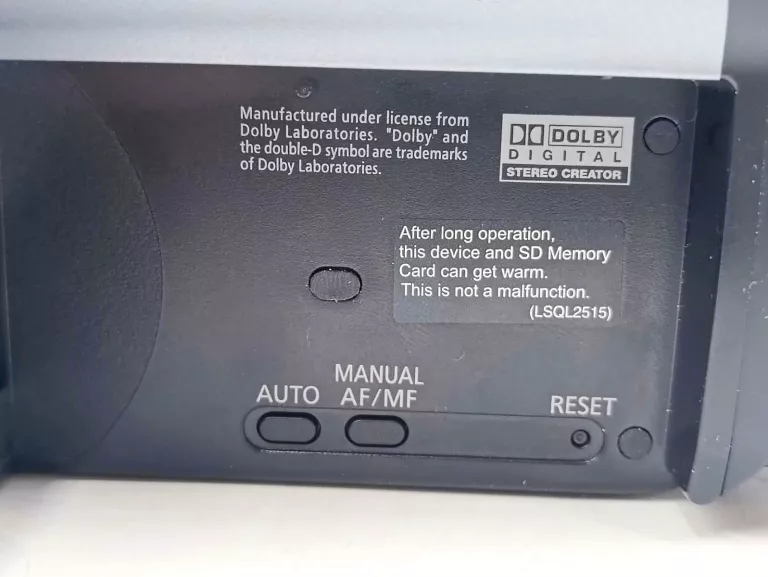 Manufactured under license from
Dolby Laboratories. "Dolby" and
the double-D symbol are trademarks
of Dolby Laboratories.
DOLBY
DIGITAL
STEREO CREATOR
After long operation,
this device and SD Memory
Card can get warm.
This is not a malfunction.
(LSQL2515)
AUTO
MANUAL
AF/MF
RESET